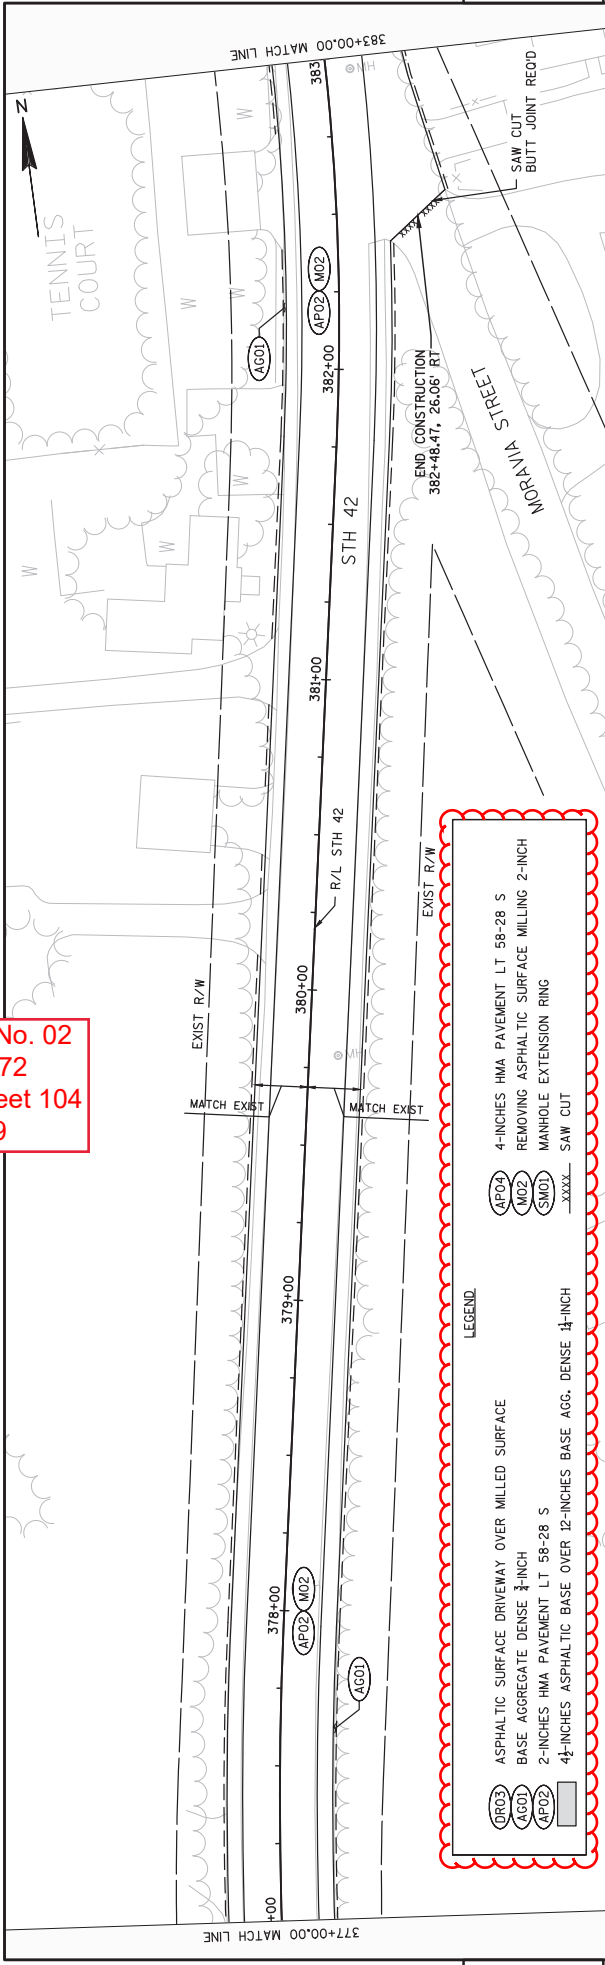 383+00.00 MATCH LINE
N
TENNIS
COURT
MH
383
SAW CUT
BUTT JOINT REQ'D
W
W
W
W
W
W
AG01
AP02
M02
382+00
END CONSTRUCTION
382+48.47, 26.06' RT
MORAVIA STREET
STH 42
381+00
R/L STH 42
EXIST R/W
EXIST R/W
380+00
MH
MATCH EXIST
MATCH EXIST
No. 02
72
eet 104
9
379+00
378+00
AP02
M02
AG01
+00
377+00.00 MATCH LINE
LEGEND
DR03 ASPHALTIC SURFACE DRIVEWAY OVER MILLED SURFACE
AG01 BASE AGGREGATE DENSE ¾-INCH
AP02 2-INCHES HMA PAVEMENT LT 58-28 S
4½-INCHES ASPHALTIC BASE OVER 12-INCHES BASE AGG. DENSE 1¼-INCH
AP04 4-INCHES HMA PAVEMENT LT 58-28 S
M02 REMOVING ASPHALTIC SURFACE MILLING 2-INCH
SM01 MANHOLE EXTENSION RING
XXXX SAW CUT